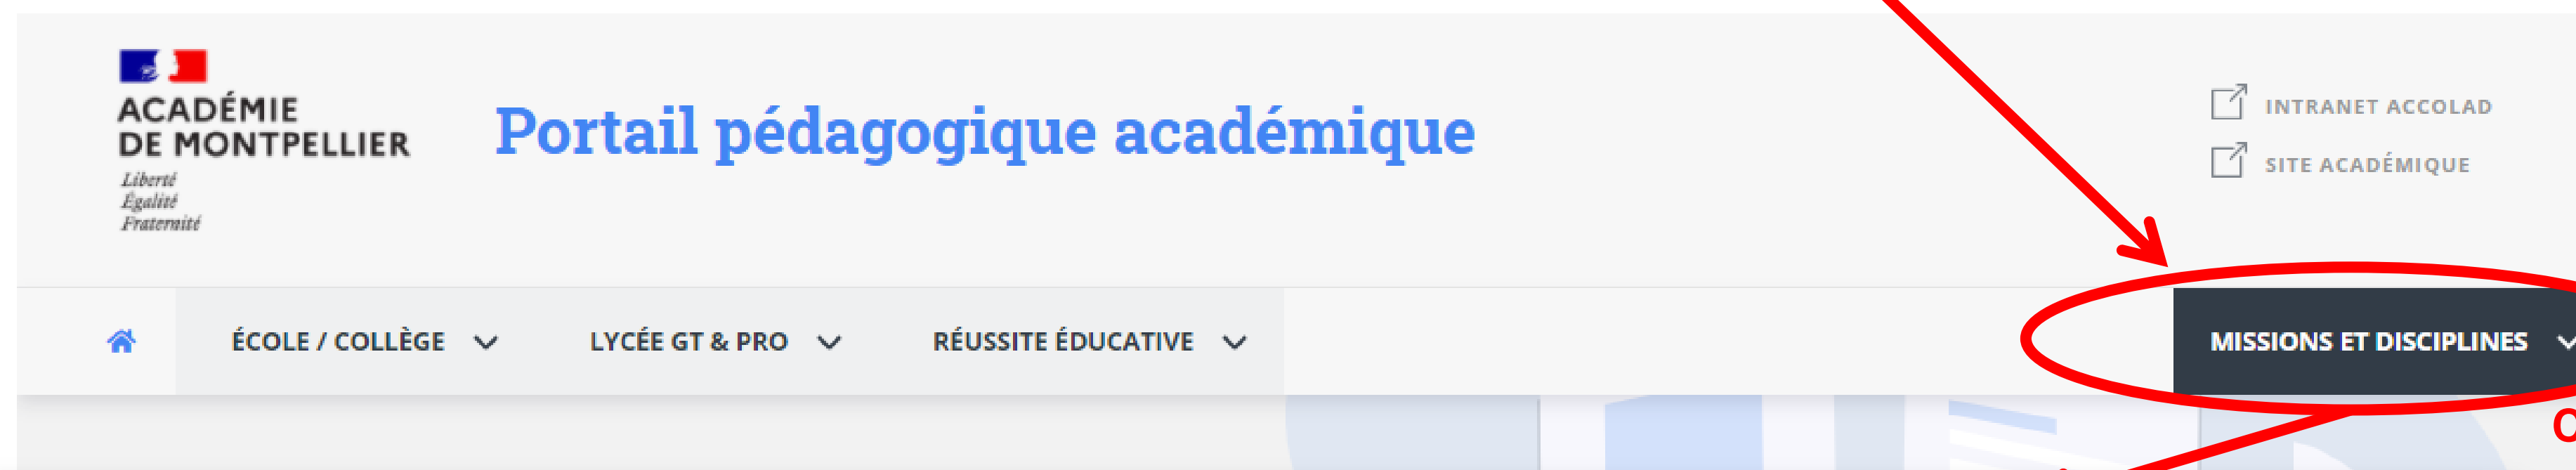 ACADÉMIE
DE MONTPELLIER
Liberté
Égalité
Fraternité
Portail pédagogique académique
INTRANET ACCOLAD
SITE ACADÉMIQUE
ÉCOLE / COLLÈGE
LYCÉE GT & PRO
RÉUSSITE ÉDUCATIVE
MISSIONS ET DISCIPLINES